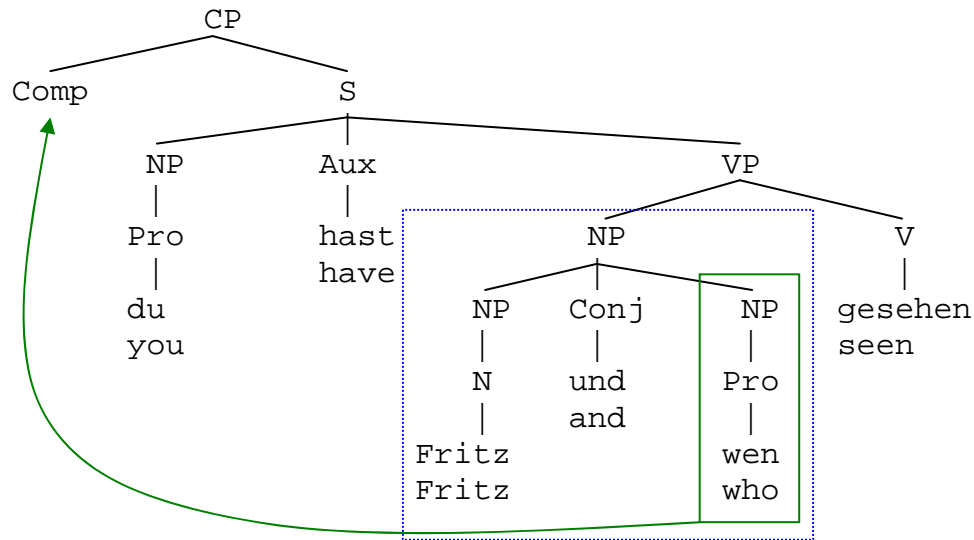 CP
Comp S
NP Aux VP
Pro hast NP V
have
du NP Conj NP gesehen
you seen
N und Pro
and
Fritz wen
Fritz who